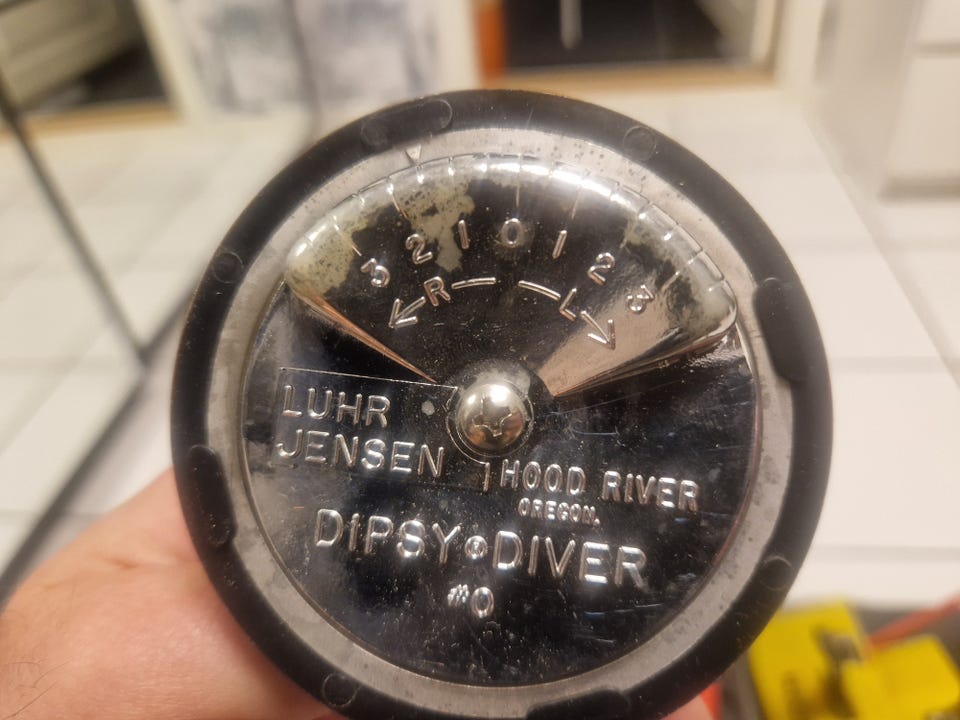 3 2 1 0 1 2 3
R L
LUHR
JENSEN
HOOD RIVER
OREGON.
DIPSY® DIVER
#0